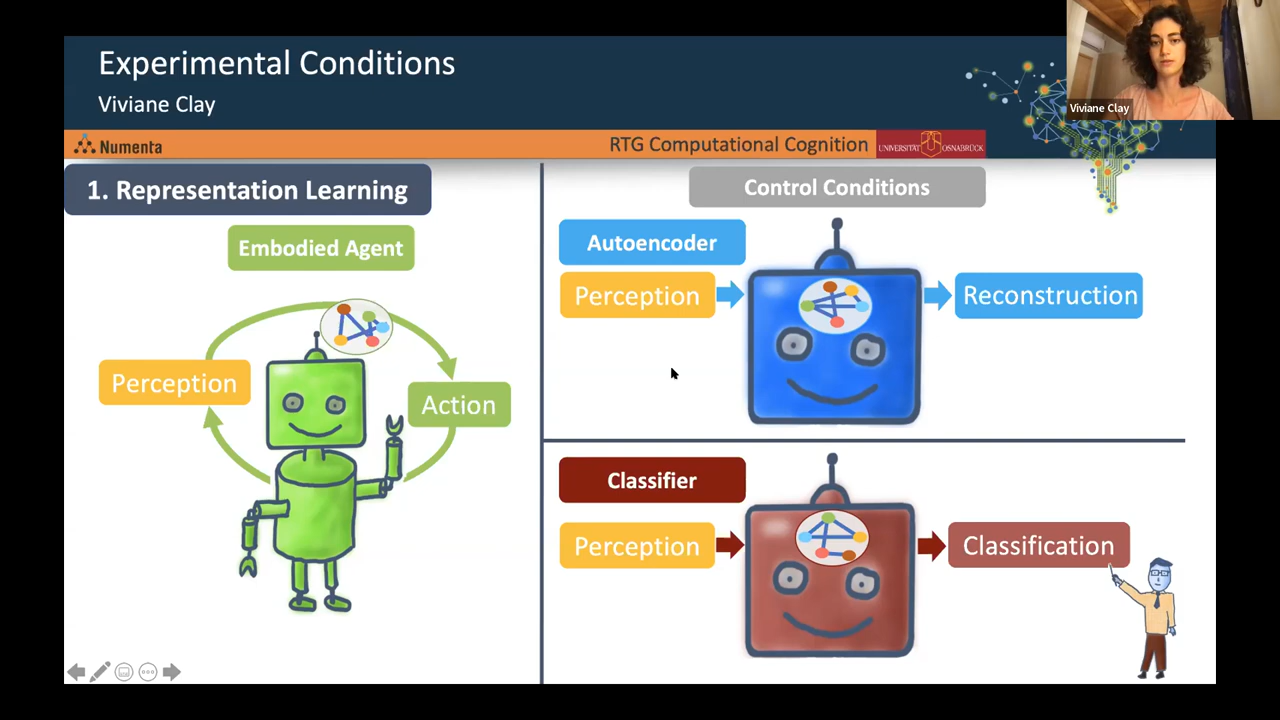 Experimental Conditions
Viviane Clay
Viviane Clay
Numenta
RTG Computational Cognition
UNIVERSITÄT OSNABRÜCK
1. Representation Learning
Embodied Agent
Perception
Action
Control Conditions
Autoencoder
Perception
Reconstruction
Classifier
Perception
Classification